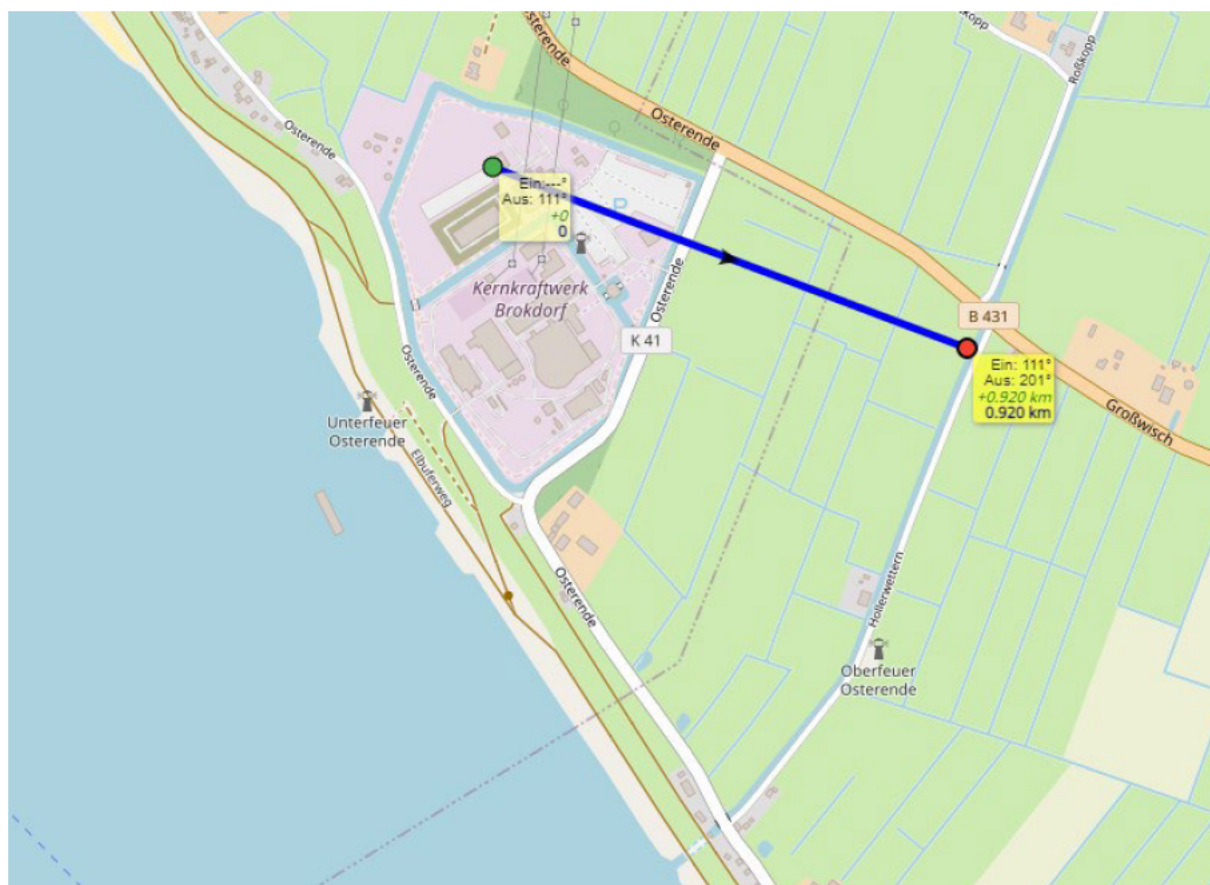 Osterende
ßkopp
Roßkopp
Osterende
Osterende
Ein:---°
Aus: 111°
+0
0
P
Kernkraftwerk
Brokdorf
Osterende
K 41
B 431
Ein: 111°
Aus: 201°
+0.920 km
0.920 km
Großwisch
Osterende
Unterfeuer
Osterende
Elbuferweg
Osterende
Hollerwettern
Oberfeuer
Osterende